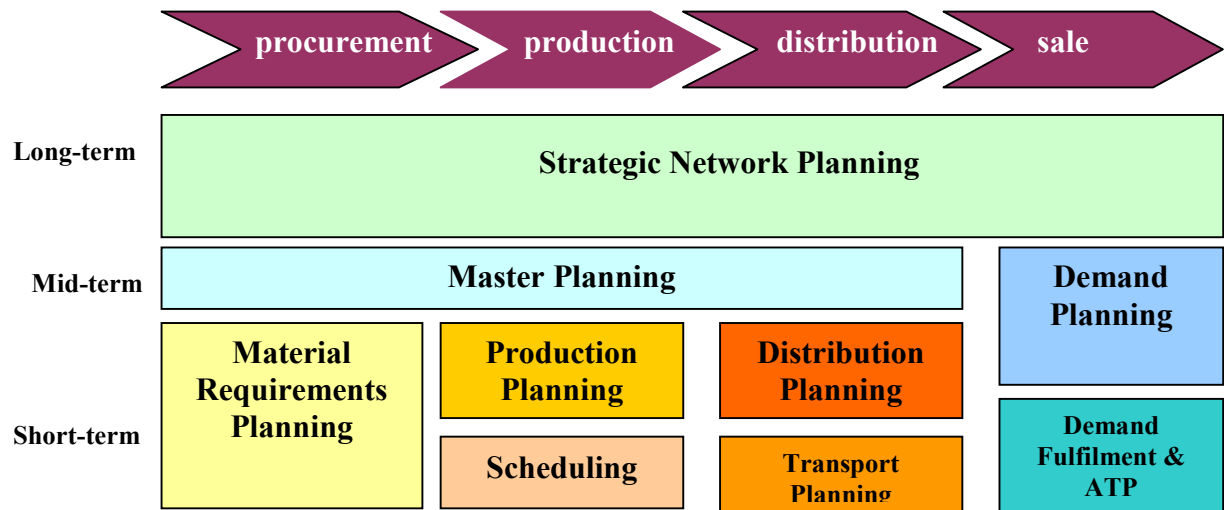 procurement
production
distribution
sale
Long-term
Strategic Network Planning
Mid-term
Master Planning
Demand
Planning
Short-term
Material
Requirements
Planning
Production
Planning
Distribution
Planning
Scheduling
Transport
Planning
Demand
Fulfilment &
ATP